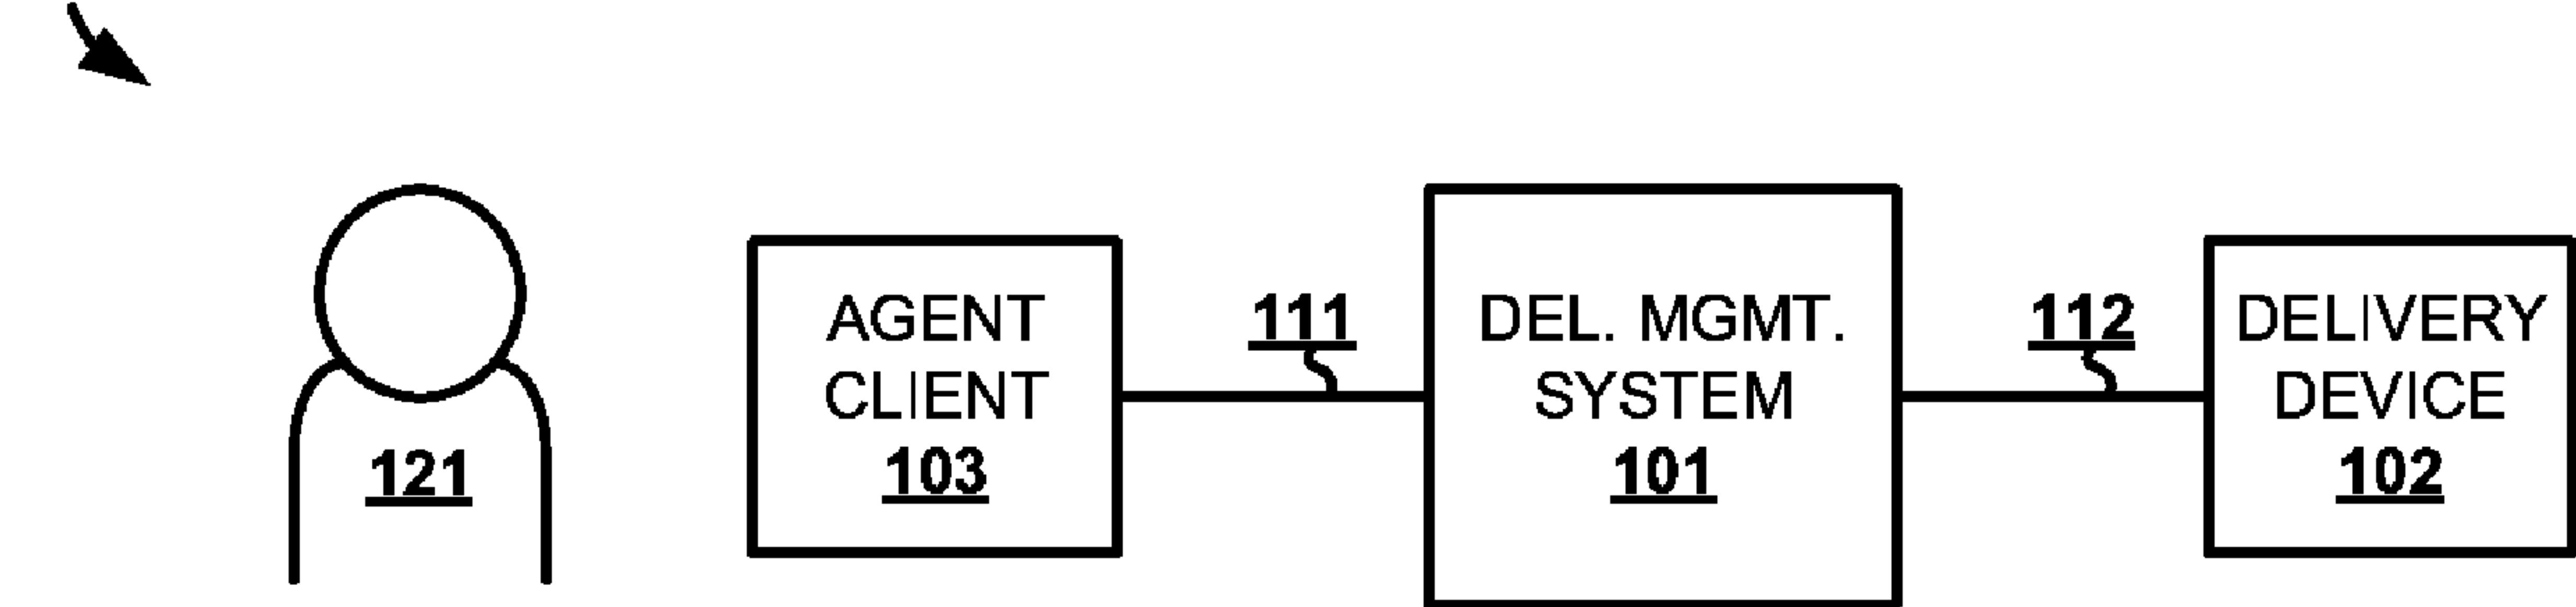 121
AGENT
CLIENT
103
111
DEL. MGMT.
SYSTEM
101
112
DELIVERY
DEVICE
102